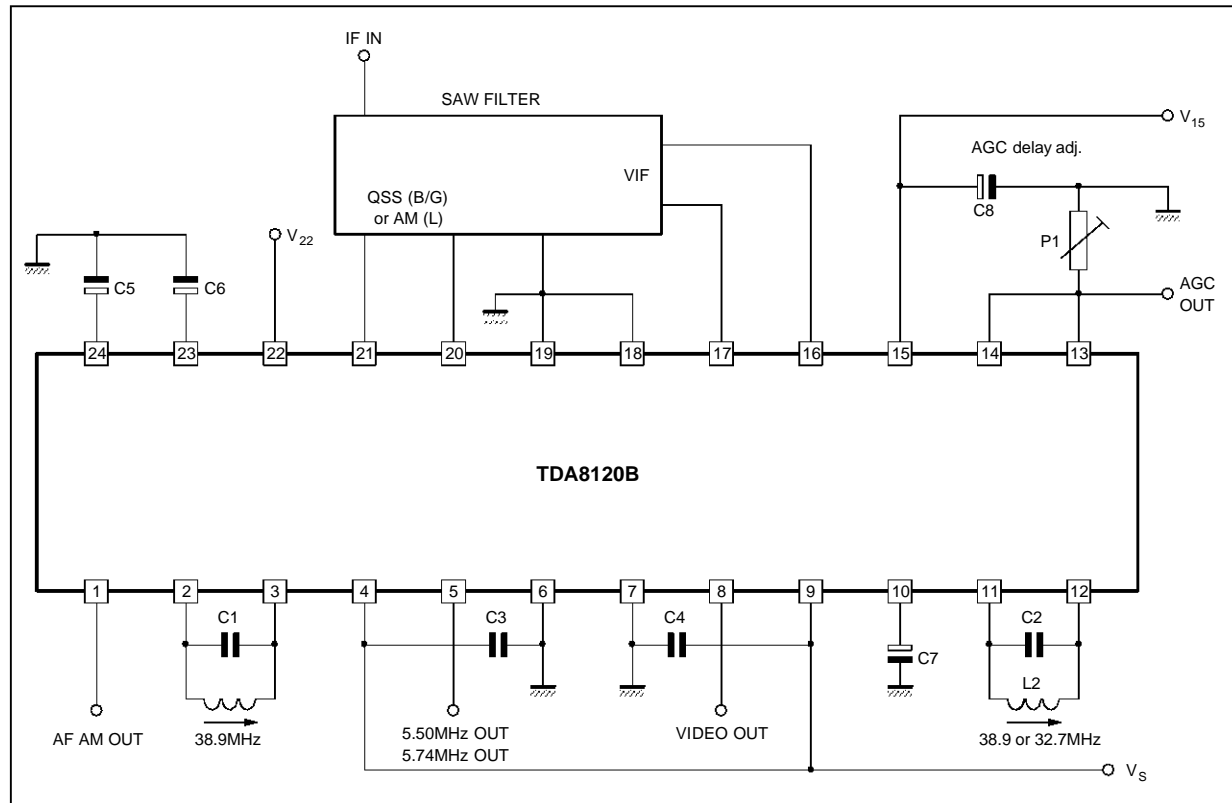 IF IN
SAW FILTER
V15
AGC delay adj.
VIF
QSS (B/G)
or AM (L)
C8
P1
V22
C5
C6
AGC
OUT
24 23 22 21 20 19 18 17 16 15 14 13
TDA8120B
1 2 3 4 5 6 7 8 9 10 11 12
C1
C3
C4
C2
C7
L2
AF AM OUT
38.9MHz
5.50MHz OUT
5.74MHz OUT
VIDEO OUT
38.9 or 32.7MHz
VS